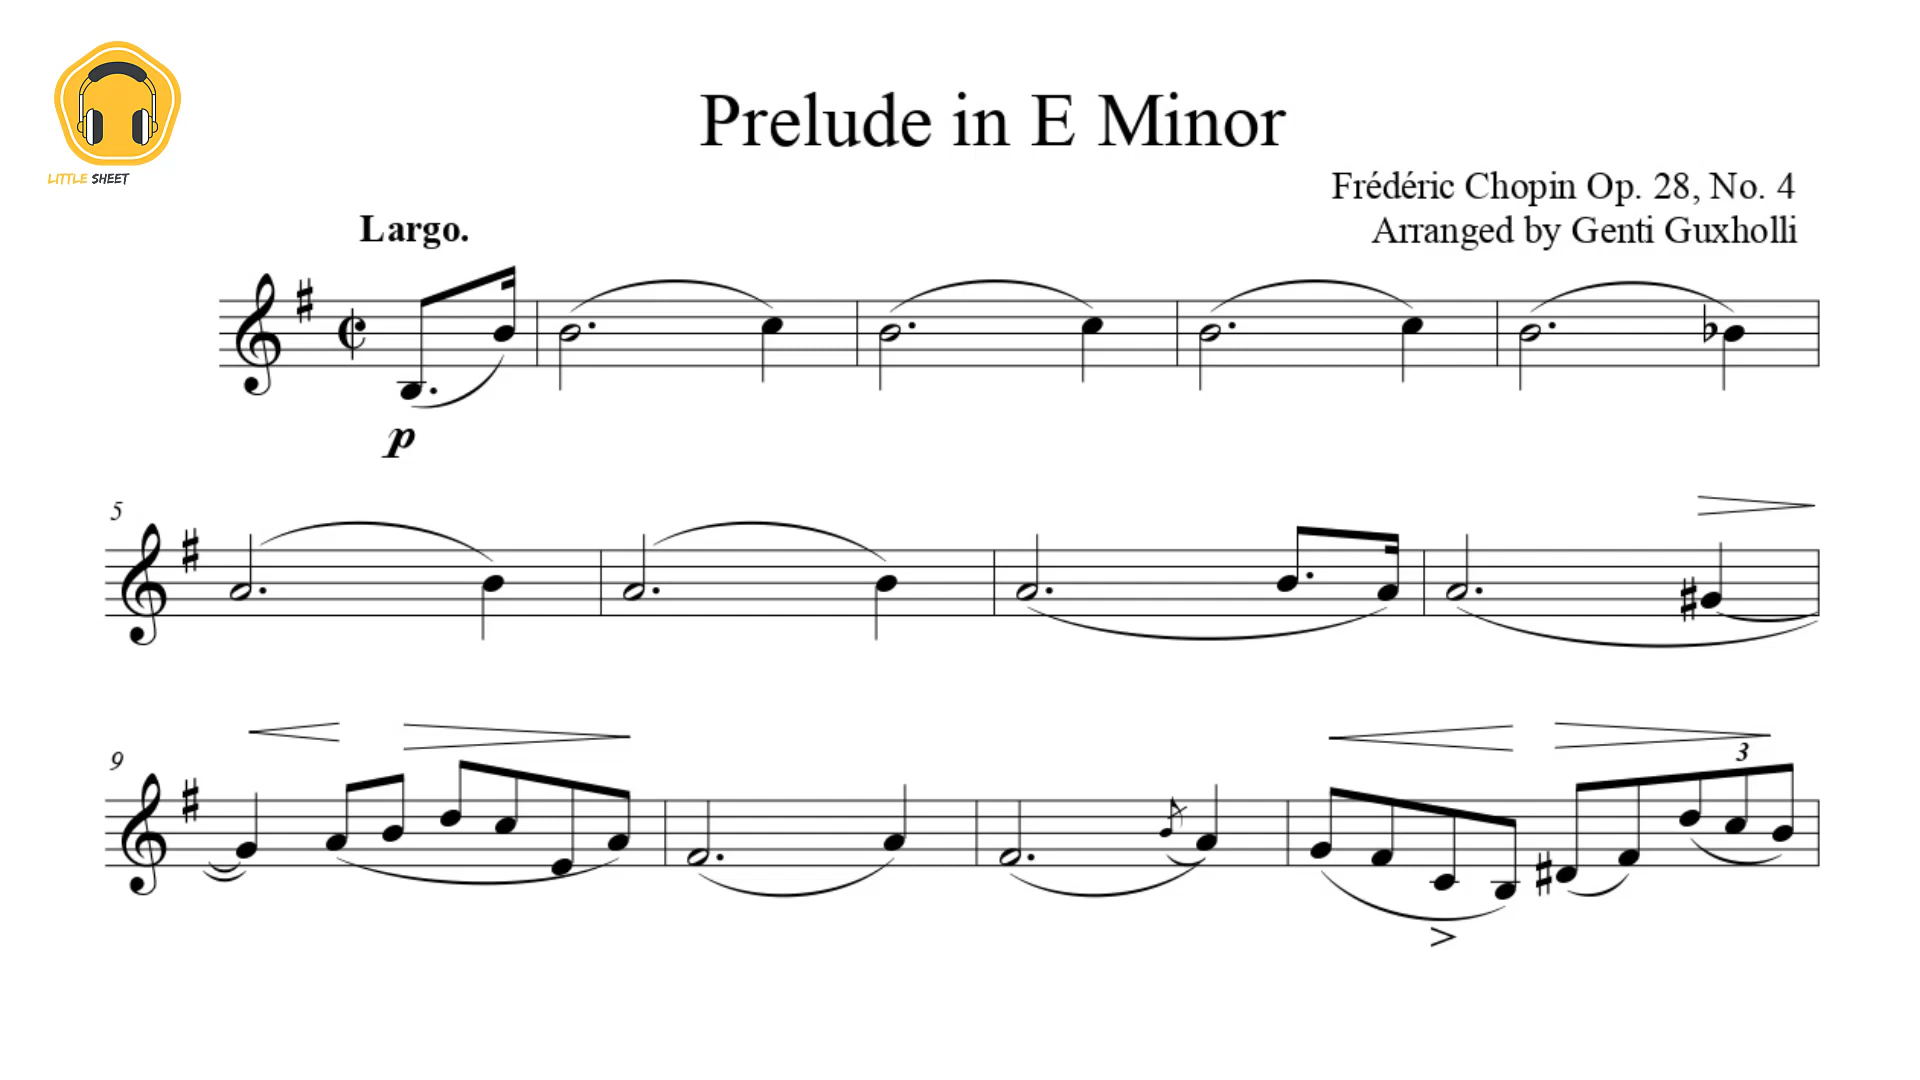 LITTLE SHEET
Prelude in E Minor
Frédéric Chopin Op. 28, No. 4
Arranged by Genti Guxholli
Largo.
p
5
9
3